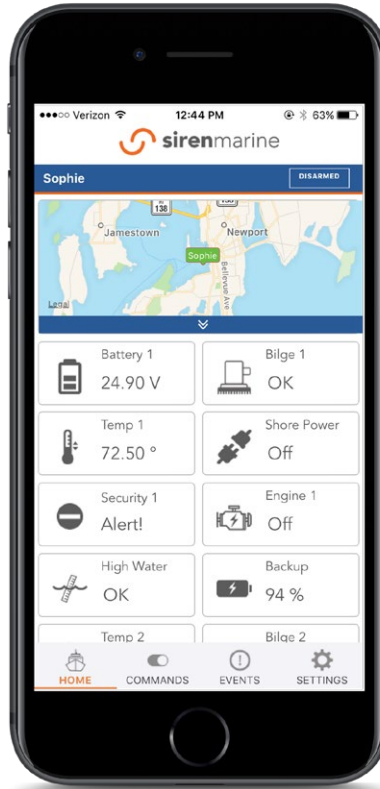 ●●●○○ Verizon 12:44 PM 63%
sirenmarine
Sophie DISARMED
138
Jamestown Newport
Sophie
Bellevue Ave
Legal
Battery 1
24.90 V
Bilge 1
OK
Temp 1
72.50 °
Shore Power
Off
Security 1
Alert!
Engine 1
Off
High Water
OK
Backup
94 %
Temp 2 Bilge 2
HOME COMMANDS EVENTS SETTINGS